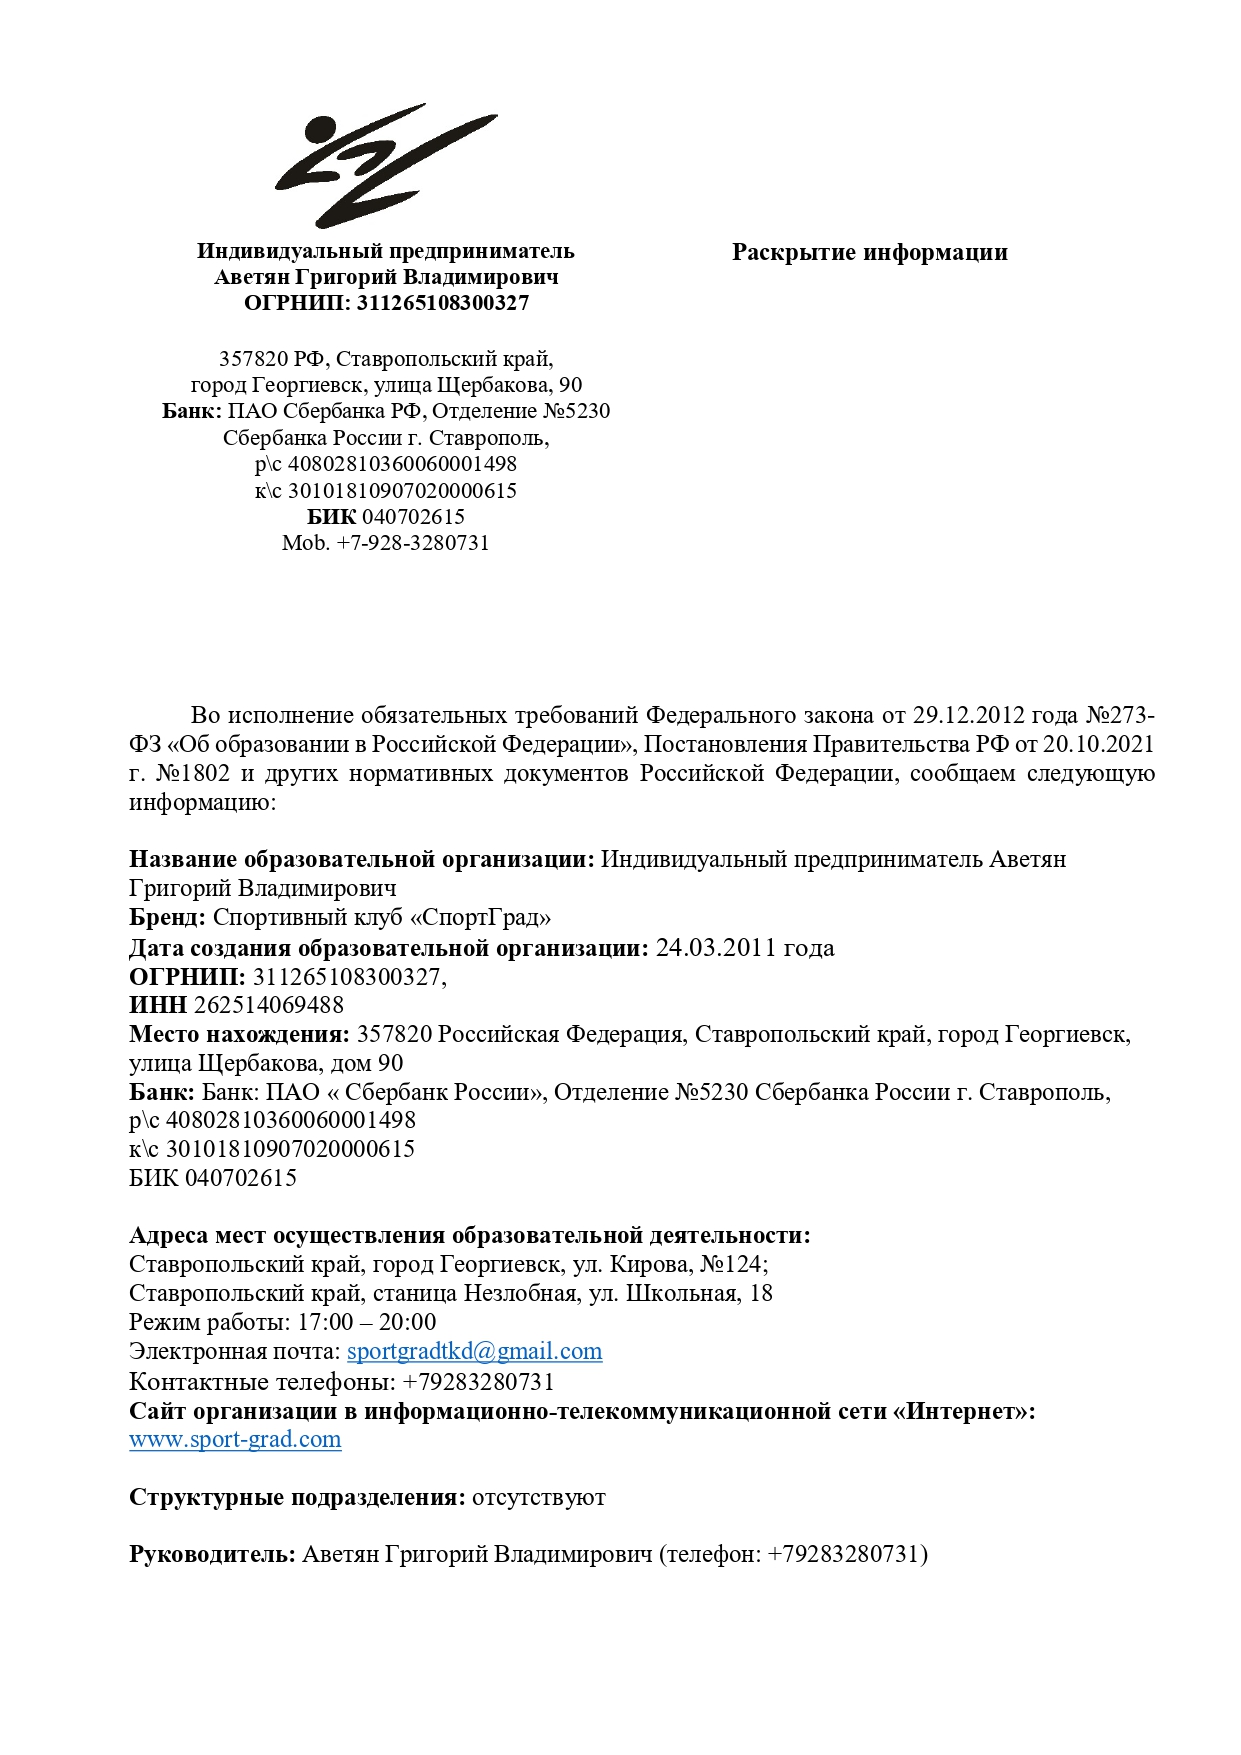 Индивидуальный предприниматель
Аветян Григорий Владимирович
ОГРНИП: 311265108300327
Раскрытие информации
357820 РФ, Ставропольский край,
город Георгиевск, улица Щербакова, 90
Банк: ПАО Сбербанка РФ, Отделение №5230
Сбербанка России г. Ставрополь,
р\с 40802810360060001498
к\с 30101810907020000615
БИК 040702615
Mob. +7-928-3280731
Во исполнение обязательных требований Федерального закона от 29.12.2012 года №273-
ФЗ «Об образовании в Российской Федерации», Постановления Правительства РФ от 20.10.2021
г. №1802 и других нормативных документов Российской Федерации, сообщаем следующую
информацию:
Название образовательной организации: Индивидуальный предприниматель Аветян
Григорий Владимирович
Бренд: Спортивный клуб «СпортГрад»
Дата создания образовательной организации: 24.03.2011 года
ОГРНИП: 311265108300327,
ИНН 262514069488
Место нахождения: 357820 Российская Федерация, Ставропольский край, город Георгиевск,
улица Щербакова, дом 90
Банк: Банк: ПАО « Сбербанк России», Отделение №5230 Сбербанка России г. Ставрополь,
р\с 40802810360060001498
к\с 30101810907020000615
БИК 040702615
Адреса мест осуществления образовательной деятельности:
Ставропольский край, город Георгиевск, ул. Кирова, №124;
Ставропольский край, станица Незлобная, ул. Школьная, 18
Режим работы: 17:00 – 20:00
Электронная почта: sportgradtkd@gmail.com
Контактные телефоны: +79283280731
Сайт организации в информационно-телекоммуникационной сети «Интернет»:
www.sport-grad.com
Структурные подразделения: отсутствуют
Руководитель: Аветян Григорий Владимирович (телефон: +79283280731)